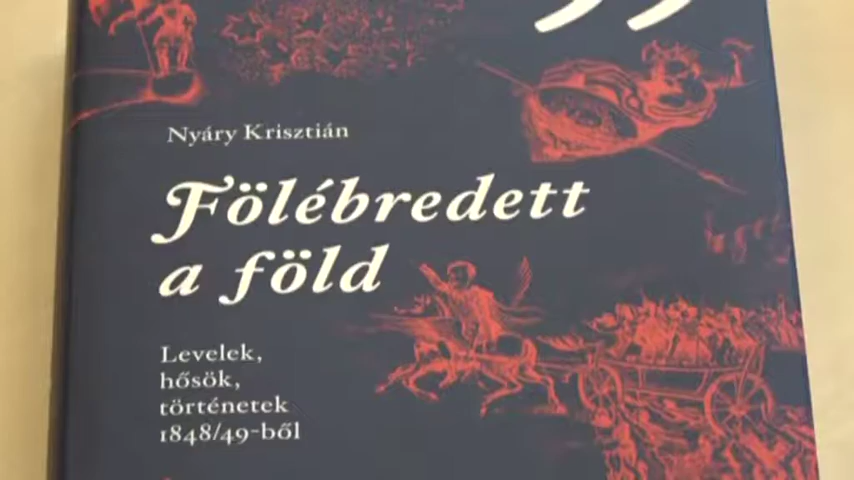 Nyáry Krisztián
Fölébredett
a föld
Levelek,
hősök,
történetek
1848/49-ből